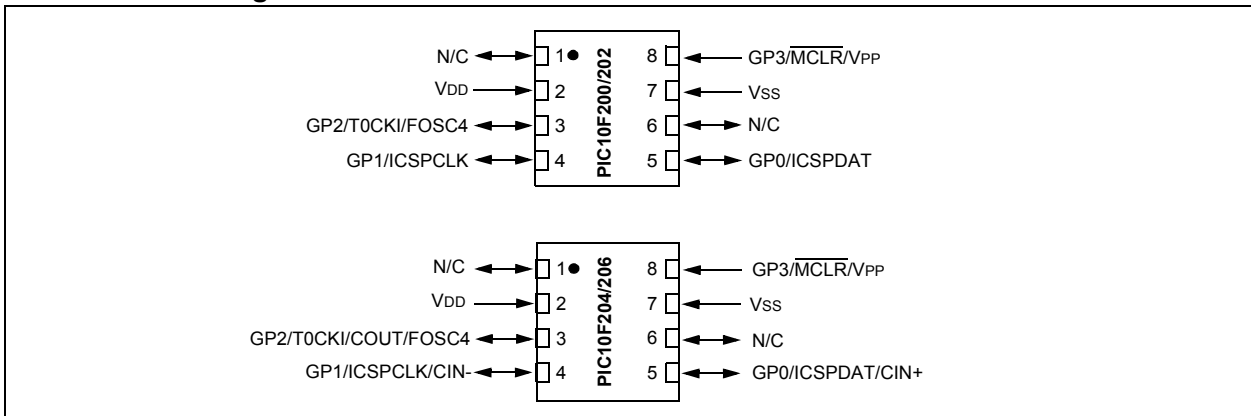 N/C
VDD
GP2/T0CKI/FOSC4
GP1/ICSPCLK
1
2
3
4
PIC10F200/202
8
7
6
5
GP3/MCLR/VPP
VSS
N/C
GP0/ICSPDAT
N/C
VDD
GP2/T0CKI/COUT/FOSC4
GP1/ICSPCLK/CIN-
1
2
3
4
PIC10F204/206
8
7
6
5
GP3/MCLR/VPP
VSS
N/C
GP0/ICSPDAT/CIN+